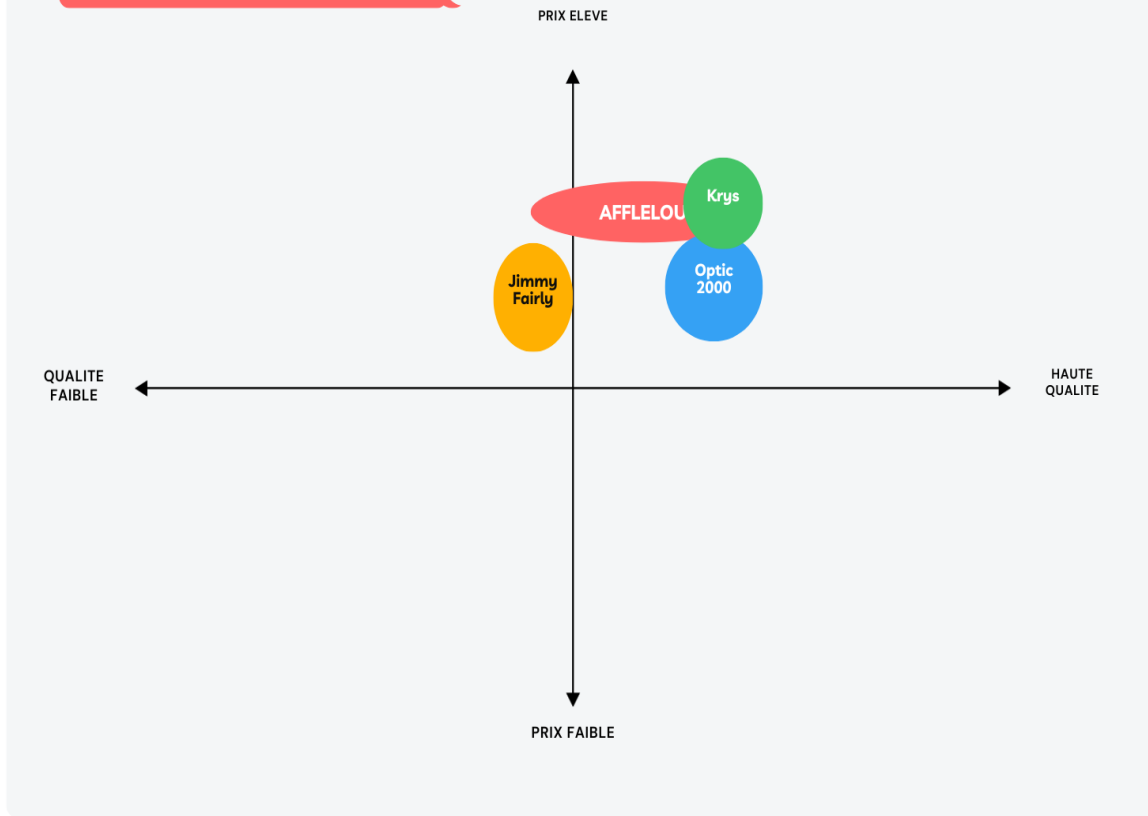 PRIX ELEVE
Krys
AFFLELOU
Optic
2000
Jimmy
Fairly
QUALITE
FAIBLE
HAUTE
QUALITE
PRIX FAIBLE